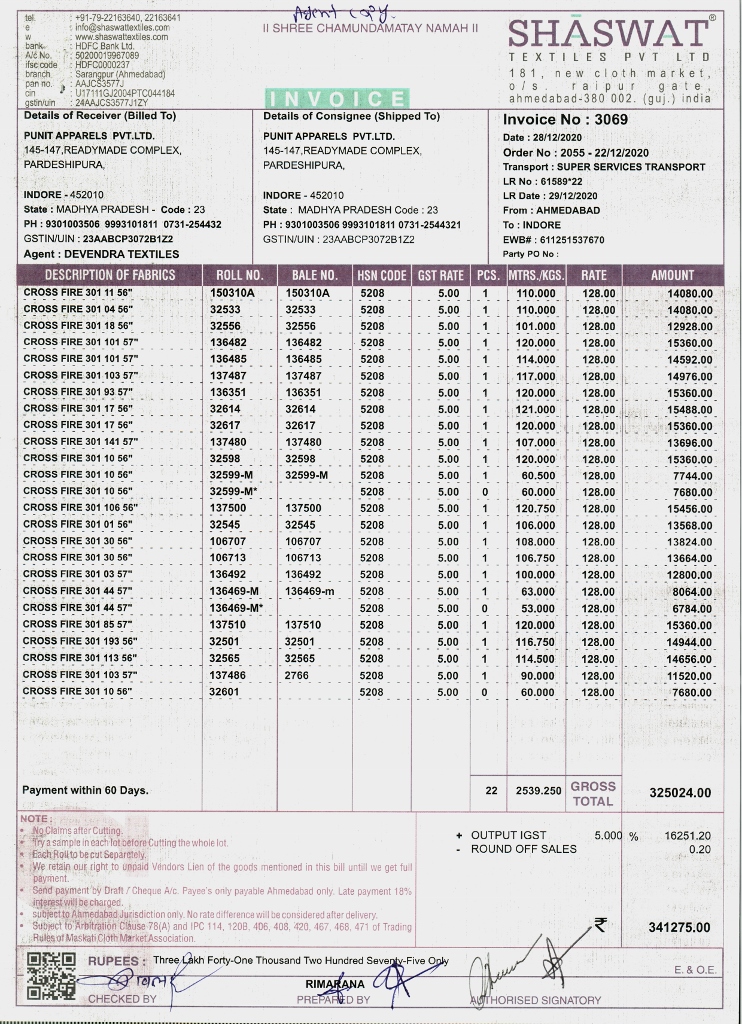 Agent copy.
tel. : +91-79-22163640, 22163641
e : info@shaswattextiles.com
w : www.shaswattextiles.com
bank. : HDFC Bank Ltd.
A/c No. : 50200019967089
ifsc code : HDFC0000237
branch : Sarangpur (Ahmedabad)
pan no. : AAJCS3577J
cin : U17111GJ2004PTC044184
gstin/uin : 24AAJCS3577J1ZY
II SHREE CHAMUNDAMATAY NAMAH II
INVOICE
SHASWAT®
TEXTILES PVT LTD
181, new cloth market,
o/s. raipur gate,
ahmedabad-380 002. (guj.) india
Details of Receiver (Billed To)
PUNIT APPARELS PVT.LTD.
145-147,READYMADE COMPLEX,
PARDESHIPURA,
INDORE - 452010
State : MADHYA PRADESH - Code : 23
PH : 9301003506 9993101811 0731-254432
GSTIN/UIN : 23AABCP3072B1Z2
Agent : DEVENDRA TEXTILES
Details of Consignee (Shipped To)
PUNIT APPARELS PVT.LTD.
145-147,READYMADE COMPLEX,
PARDESHIPURA,
INDORE - 452010
State : MADHYA PRADESH Code : 23
PH : 9301003506 9993101811 0731-2544321
GSTIN/UIN : 23AABCP3072B1Z2
Invoice No : 3069
Date : 28/12/2020
Order No : 2055 - 22/12/2020
Transport : SUPER SERVICES TRANSPORT
LR No : 61589*22
LR Date : 29/12/2020
From : AHMEDABAD
To : INDORE
EWB# : 611251537670
Party PO No :
DESCRIPTION OF FABRICS ROLL NO. BALE NO. HSN CODE GST RATE PCS. MTRS./KGS. RATE AMOUNT
CROSS FIRE 301 11 56" 150310A 150310A 5208 5.00 1 110.000 128.00 14080.00
CROSS FIRE 301 04 56" 32533 32533 5208 5.00 1 110.000 128.00 14080.00
CROSS FIRE 301 18 56" 32556 32556 5208 5.00 1 101.000 128.00 12928.00
CROSS FIRE 301 101 57" 136482 136482 5208 5.00 1 120.000 128.00 15360.00
CROSS FIRE 301 101 57" 136485 136485 5208 5.00 1 114.000 128.00 14592.00
CROSS FIRE 301 103 57" 137487 137487 5208 5.00 1 117.000 128.00 14976.00
CROSS FIRE 301 93 57" 136351 136351 5208 5.00 1 120.000 128.00 15360.00
CROSS FIRE 301 17 56" 32614 32614 5208 5.00 1 121.000 128.00 15488.00
CROSS FIRE 301 17 56" 32617 32617 5208 5.00 1 120.000 128.00 15360.00
CROSS FIRE 301 141 57" 137480 137480 5208 5.00 1 107.000 128.00 13696.00
CROSS FIRE 301 10 56" 32598 32598 5208 5.00 1 120.000 128.00 15360.00
CROSS FIRE 301 10 56" 32599-M 32599-M 5208 5.00 1 60.500 128.00 7744.00
CROSS FIRE 301 10 56" 32599-M* 5208 5.00 0 60.000 128.00 7680.00
CROSS FIRE 301 106 56" 137500 137500 5208 5.00 1 120.750 128.00 15456.00
CROSS FIRE 301 01 56" 32545 32545 5208 5.00 1 106.000 128.00 13568.00
CROSS FIRE 301 30 56" 106707 106707 5208 5.00 1 108.000 128.00 13824.00
CROSS FIRE 301 30 56" 106713 106713 5208 5.00 1 106.750 128.00 13664.00
CROSS FIRE 301 03 57" 136492 136492 5208 5.00 1 100.000 128.00 12800.00
CROSS FIRE 301 44 57" 136469-M 136469-m 5208 5.00 1 63.000 128.00 8064.00
CROSS FIRE 301 44 57" 136469-M* 5208 5.00 0 53.000 128.00 6784.00
CROSS FIRE 301 85 57" 137510 137510 5208 5.00 1 120.000 128.00 15360.00
CROSS FIRE 301 193 56" 32501 32501 5208 5.00 1 116.750 128.00 14944.00
CROSS FIRE 301 113 56" 32565 32565 5208 5.00 1 114.500 128.00 14656.00
CROSS FIRE 301 103 57" 137486 2766 5208 5.00 1 90.000 128.00 11520.00
CROSS FIRE 301 10 56" 32601 5208 5.00 0 60.000 128.00 7680.00
Payment within 60 Days. 22 2539.250 GROSS TOTAL 325024.00
NOTE :
• No Claims after Cutting.
• Try a sample in each lot before Cutting the whole lot.
• Each Roll to be cut Separately.
• We retain our right to unpaid Vendors Lien of the goods mentioned in this bill untill we get full
payment.
• Send payment by Draft / Cheque A/c. Payee's only payable Ahmedabad only. Late payment 18%
interest will be charged.
• subject to Ahmedabad Jurisdiction only. No rate difference will be considered after delivery.
• Subject to Arbitration Clause 78(A) and IPC 114, 120B, 406, 408, 420, 467, 468, 471 of Trading
Rules of Maskati Cloth Market Association.
+ OUTPUT IGST 5.000 % 16251.20
- ROUND OFF SALES 0.20
₹ 341275.00
RUPEES : Three Lakh Forty-One Thousand Two Hundred Seventy-Five Only
E. & O.E.
RIMARANA
CHECKED BY PREPARED BY AUTHORISED SIGNATORY